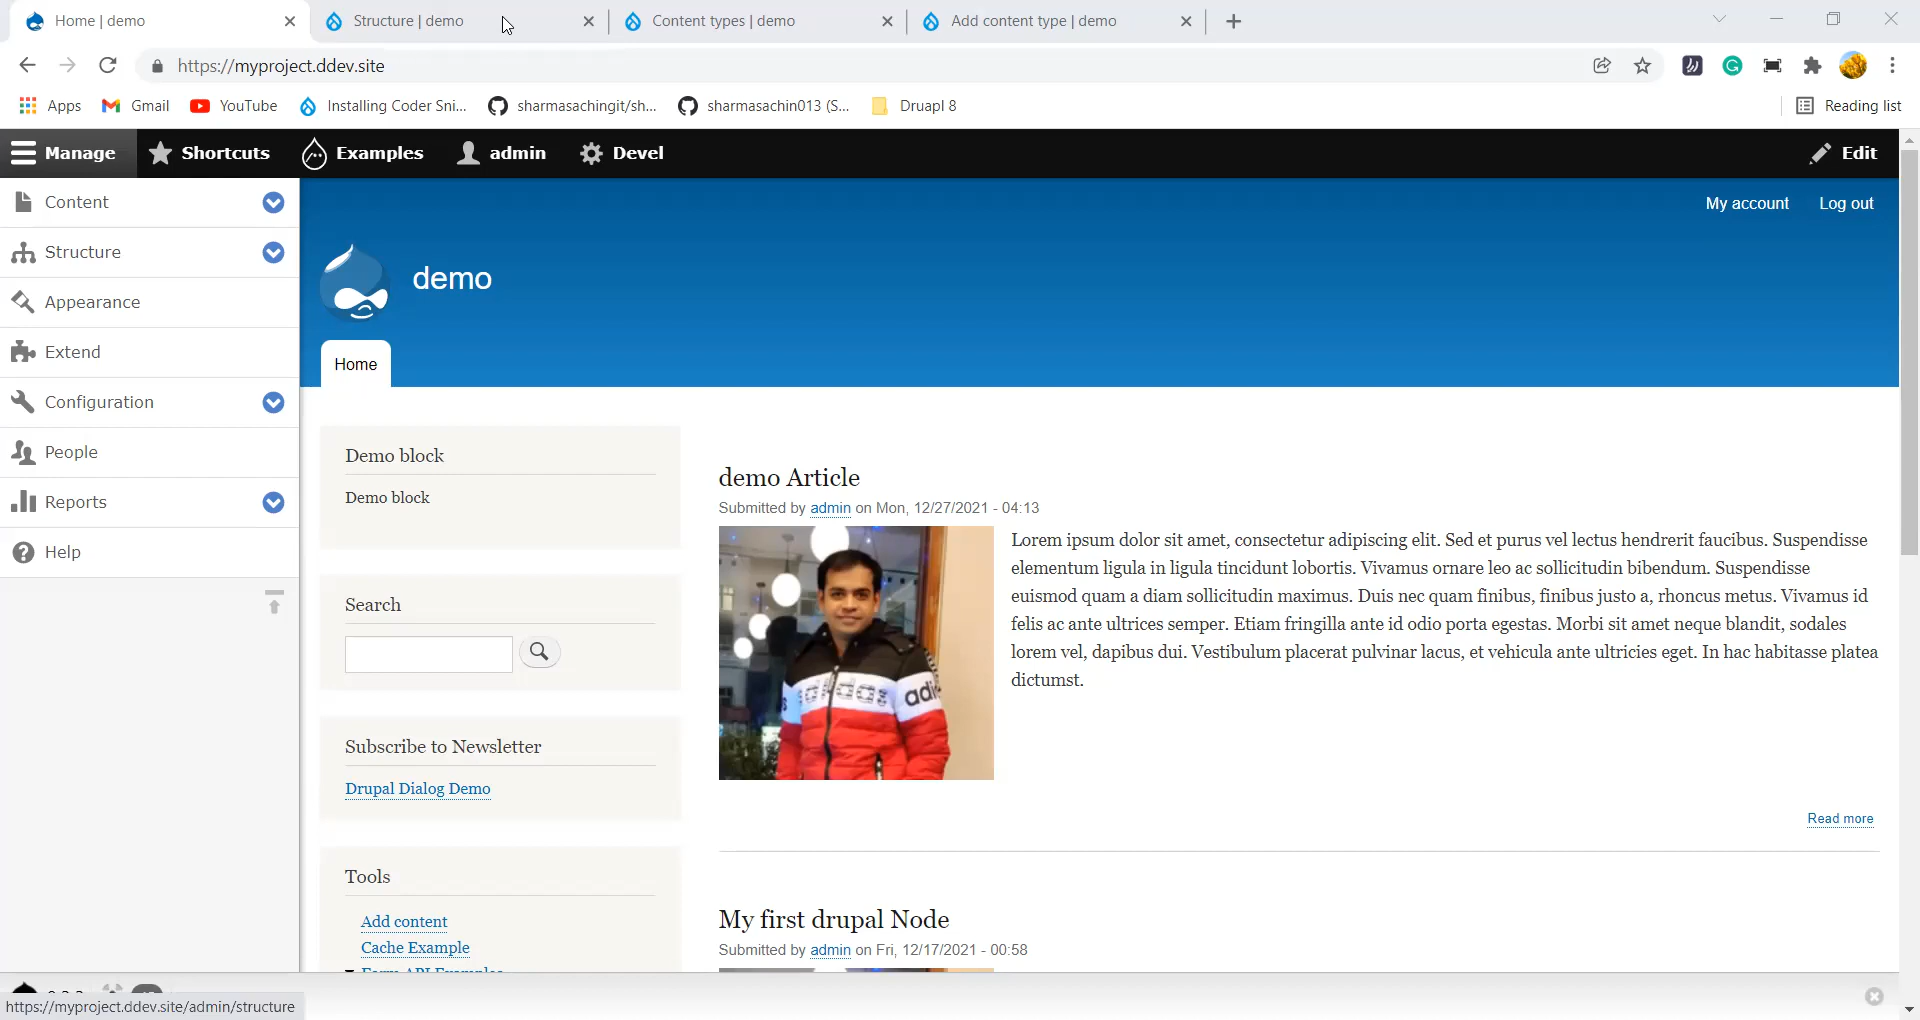 Home | demo
Structure | demo
Content types | demo
Add content type | demo
https://myproject.ddev.site
Apps
Gmail
YouTube
Installing Coder Sni...
sharmasachingit/sh...
sharmasachin013 (S...
Druapl 8
Reading list
Manage
Shortcuts
Examples
admin
Devel
Edit
Content
Structure
Appearance
Extend
Configuration
People
Reports
Help
My account
Log out
demo
Home
Demo block
Demo block
Search
Subscribe to Newsletter
Drupal Dialog Demo
Tools
Add content
Cache Example
Form API Examples
demo Article
Submitted by admin on Mon, 12/27/2021 - 04:13
adidas
adi
Lorem ipsum dolor sit amet, consectetur adipiscing elit. Sed et purus vel lectus hendrerit faucibus. Suspendisse
elementum ligula in ligula tincidunt lobortis. Vivamus ornare leo ac sollicitudin bibendum. Suspendisse
euismod quam a diam sollicitudin maximus. Duis nec quam finibus, finibus justo a, rhoncus metus. Vivamus id
felis ac ante ultrices semper. Etiam fringilla ante id odio porta egestas. Morbi sit amet neque blandit, sodales
lorem vel, dapibus dui. Vestibulum placerat pulvinar lacus, et vehicula ante ultricies eget. In hac habitasse platea
dictumst.
Read more
My first drupal Node
Submitted by admin on Fri, 12/17/2021 - 00:58
https://myproject.ddev.site/admin/structure